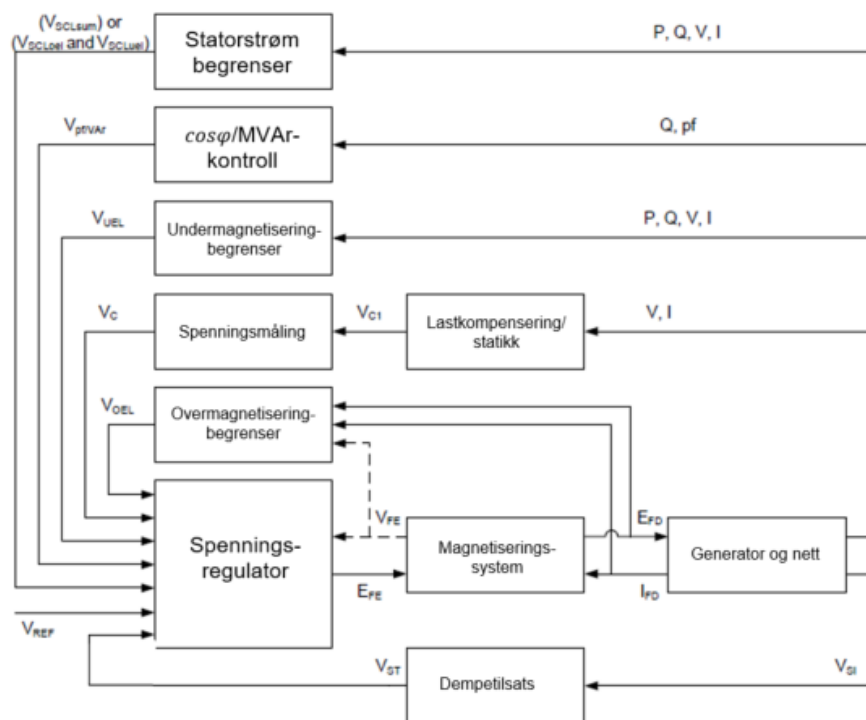 (V_SCLsum) or
(V_SCLoel and V_SCLuel)
Statorstrøm
begrenser
P, Q, V, I
V_pf/VAr
cosφ/MVAr-
kontroll
Q, pf
V_UEL
Undermagnetisering-
begrenser
P, Q, V, I
V_C
Spenningsmåling
V_C1
Lastkompensering/
statikk
V, I
V_OEL
Overmagnetisering-
begrenser
Spennings-
regulator
V_FE
Magnetiserings-
system
E_FD
Generator og nett
E_FE
I_FD
V_REF
V_ST
Dempetilsats
V_SI